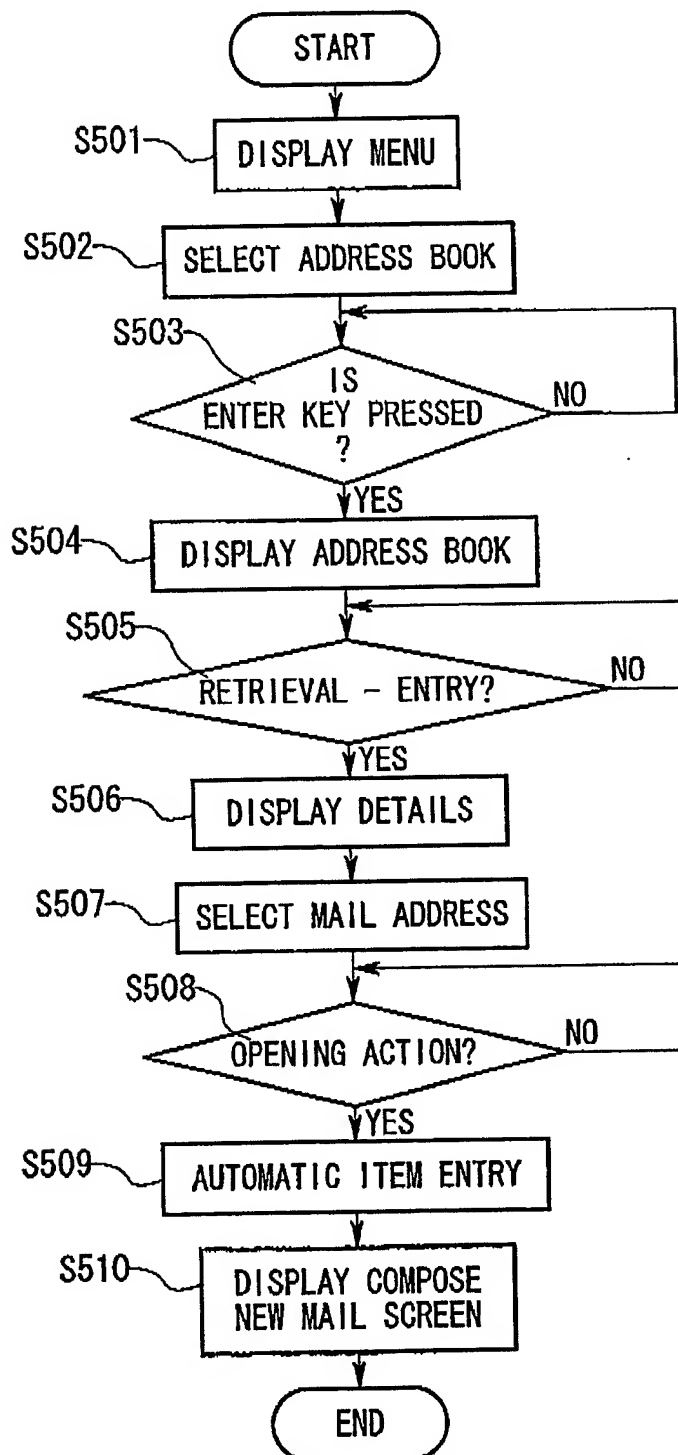 START
S501
DISPLAY MENU
S502
SELECT ADDRESS BOOK
S503
IS
ENTER KEY PRESSED
?
NO
YES
S504
DISPLAY ADDRESS BOOK
S505
RETRIEVAL - ENTRY?
NO
YES
S506
DISPLAY DETAILS
S507
SELECT MAIL ADDRESS
S508
OPENING ACTION?
NO
YES
S509
AUTOMATIC ITEM ENTRY
S510
DISPLAY COMPOSE
NEW MAIL SCREEN
END